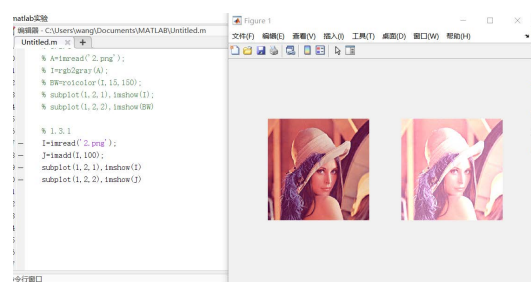 matlab实验
编辑器 - C:\Users\wang\Documents\MATLAB\Untitled.m
Untitled.m × +
% A=imread('2.png');
% I=rgb2gray(A);
% BW=roicolor(I,15,150);
% subplot(1,2,1),imshow(I);
% subplot(1,2,2),imshow(BW)
% 1.3.1
I=imread('2.png');
J=imadd(I,100);
subplot(1,2,1),imshow(I)
subplot(1,2,2),imshow(J)
令行窗口
Figure 1
文件(F) 编辑(E) 查看(V) 插入(I) 工具(T) 桌面(D) 窗口(W) 帮助(H)